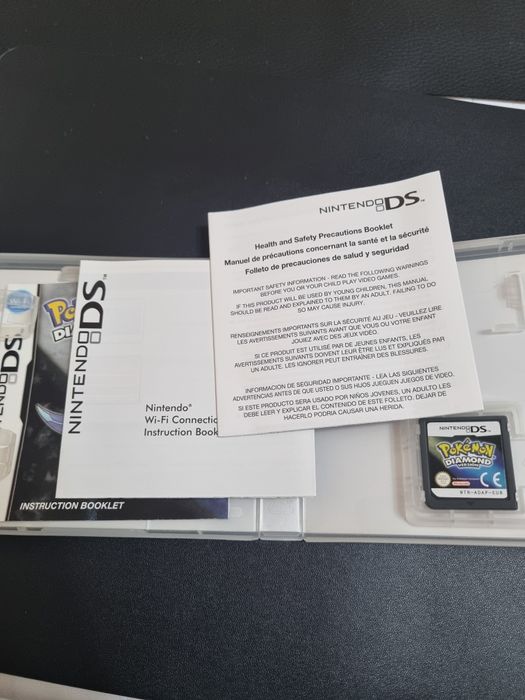 NINTENDO DS™
Health and Safety Precautions Booklet
Manuel de précautions concernant la santé et la sécurité
Folleto de precauciones de salud y seguridad
IMPORTANT SAFETY INFORMATION - READ THE FOLLOWING WARNINGS
BEFORE YOU OR YOUR CHILD PLAY VIDEO GAMES.
IF THIS PRODUCT WILL BE USED BY YOUNG CHILDREN, THIS MANUAL
SHOULD BE READ AND EXPLAINED TO THEM BY AN ADULT. FAILING TO DO
SO MAY CAUSE INJURY.
RENSEIGNEMENTS IMPORTANTS SUR LA SÉCURITÉ AU JEU - VEUILLEZ LIRE
LES AVERTISSEMENTS SUIVANTS AVANT QUE VOUS OU VOTRE ENFANT
JOUIEZ AVEC DES JEUX VIDÉO.
SI CE PRODUIT EST UTILISÉ PAR DE JEUNES ENFANTS, LES
AVERTISSEMENTS SUIVANTS DOIVENT LEUR ÊTRE LUS ET EXPLIQUÉS PAR
UN ADULTE. LES IGNORER PEUT ENTRAÎNER DES BLESSURES.
INFORMACION DE SEGURIDAD IMPORTANTE - LEA LAS SIGUIENTES
ADVERTENCIAS ANTES DE QUE USTED O SUS HIJOS JUEGUEN JUEGOS DE VIDEO.
SI ESTE PRODUCTO SERÁ USADO POR NIÑOS JOVENES, UN ADULTO LES
DEBE LEER Y EXPLICAR EL CONTENIDO DE ESTE FOLLETO. DEJAR DE
HACERLO PODRIA CAUSAR UNA HERIDA.
NINTENDO DS™
Nintendo®
Wi-Fi Connectio
Instruction Book
INSTRUCTION BOOKLET
NINTENDO DS
POKéMON
DIAMOND
VERSION
CE
NTR-ADAP-EUR